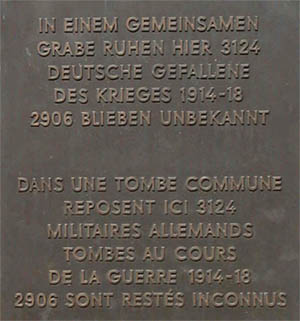 IN EINEM GEMEINSAMEN
GRABE RUHEN HIER 3124
DEUTSCHE GEFALLENE
DES KRIEGES 1914-18
2906 BLIEBEN UNBEKANNT
DANS UNE TOMBE COMMUNE
REPOSENT ICI 3124
MILITAIRES ALLEMANDS
TOMBES AU COURS
DE LA GUERRE 1914-18
2906 SONT RESTÉS INCONNUS